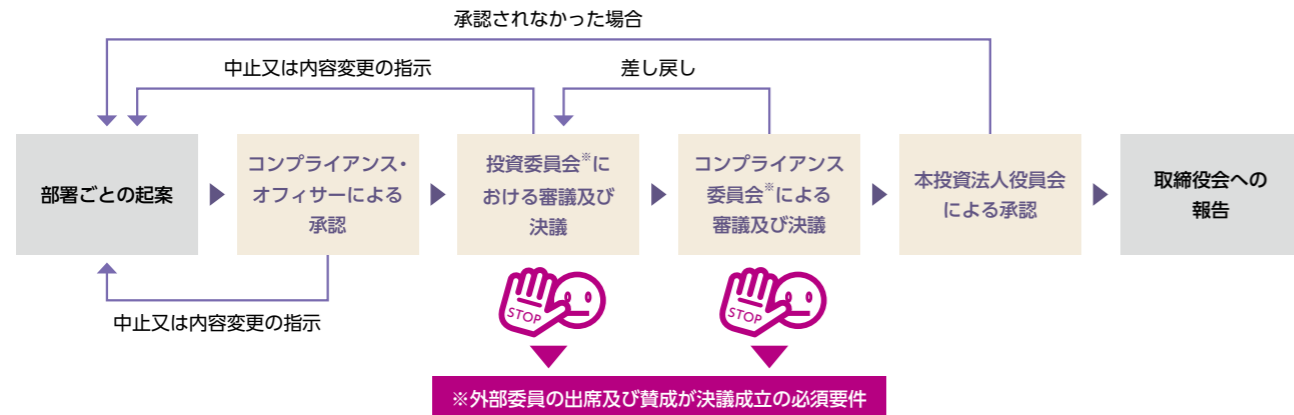 承認されなかった場合
中止又は内容変更の指示
差し戻し
部署ごとの起案
コンプライアンス・
オフィサーによる
承認
投資委員会※に
おける審議及び
決議
コンプライアンス
委員会※による
審議及び決議
本投資法人役員会
による承認
取締役会への
報告
中止又は内容変更の指示
STOP
STOP
※外部委員の出席及び賛成が決議成立の必須要件